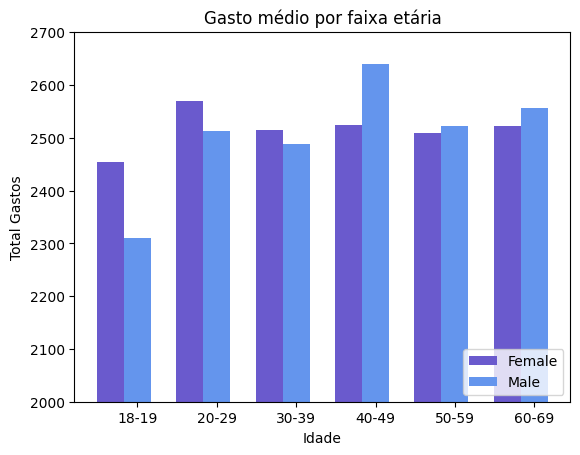 Gasto médio por faixa etária
Total Gastos
2700
2600
2500
2400
2300
2200
2100
2000
18-19 20-29 30-39 40-49 50-59 60-69
Idade
Female
Male